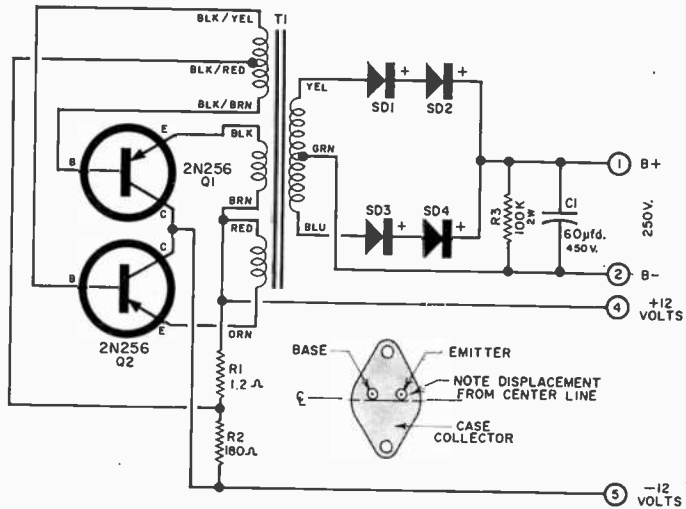 BLK/YEL
T1
BLK/RED
BLK/BRN
YEL
+
+
SD1
SD2
E
BLK
B
2N256
Q1
GRN
1
B+
BRN
R3
100K
2W
C1
60µfd.
450V.
250V.
C
RED
BLU
SD3
+
SD4
+
C
B
2
B-
E
ORN
4
+12
VOLTS
2N256
Q2
R1
1.2Ω
BASE
EMITTER
NOTE DISPLACEMENT
FROM CENTER LINE
℄
CASE
COLLECTOR
R2
180Ω
5
-12
VOLTS